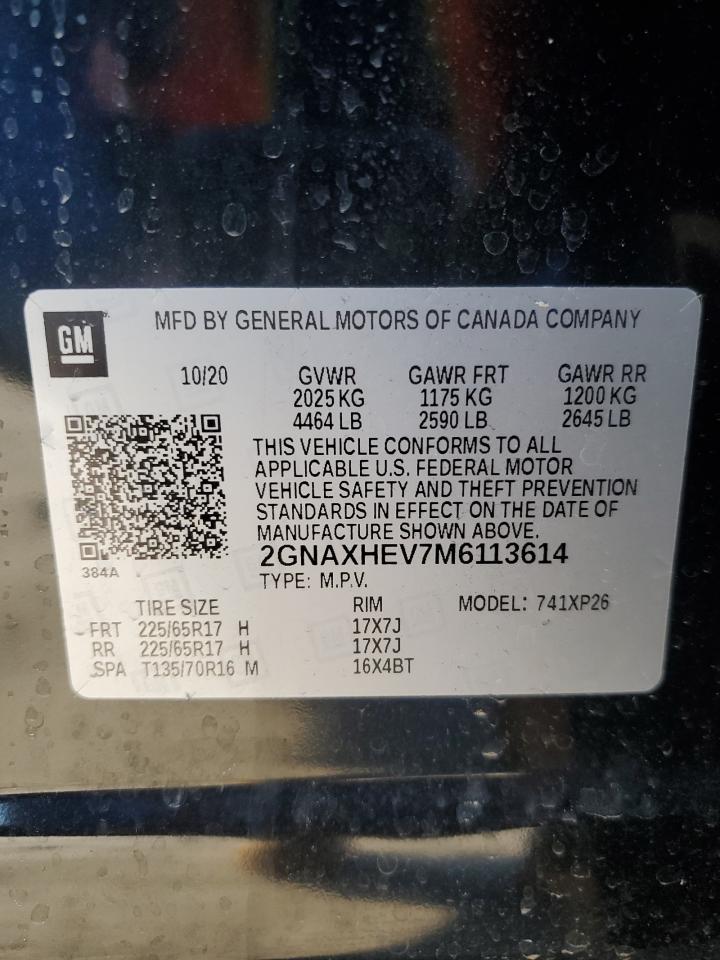 GM
MFD BY GENERAL MOTORS OF CANADA COMPANY
10/20 GVWR GAWR FRT GAWR RR
2025 KG 1175 KG 1200 KG
4464 LB 2590 LB 2645 LB
THIS VEHICLE CONFORMS TO ALL
APPLICABLE U.S. FEDERAL MOTOR
VEHICLE SAFETY AND THEFT PREVENTION
STANDARDS IN EFFECT ON THE DATE OF
MANUFACTURE SHOWN ABOVE.
2GNAXHEV7M6113614
384A
TYPE: M.P.V.
TIRE SIZE RIM MODEL: 741XP26
FRT 225/65R17 H 17X7J
RR 225/65R17 H 17X7J
SPA T135/70R16 M 16X4BT